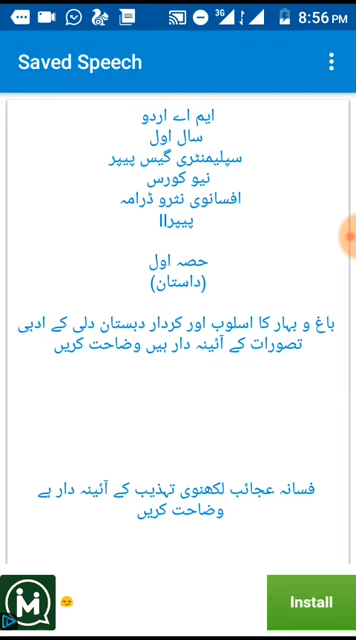 3G 8:56 PM
Saved Speech
ایم اے اردو
سال اول
سپلیمنٹری گیس پیپر
نیو کورس
افسانوی نثرو ڈرامہ
پیپرII
حصہ اول
(داستان)
باغ و بہار کا اسلوب اور کردار دبستان دلی کے ادبی
تصورات کے آئینہ دار ہیں وضاحت کریں
فسانہ عجائب لکھنوی تہذیب کے آئینہ دار ہے
وضاحت کریں
Install